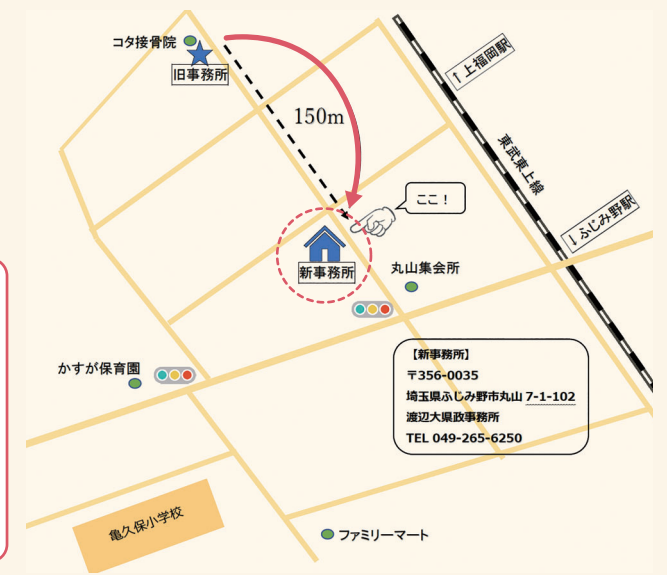 コタ接骨院
旧事務所
150m
↑上福岡駅
東武東上線
↓ふじみ野駅
ここ！
新事務所
丸山集会所
かすが保育園
【新事務所】
〒356-0035
埼玉県ふじみ野市丸山 7-1-102
渡辺大県政事務所
TEL 049-265-6250
亀久保小学校
ファミリーマート